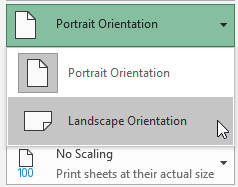 Portrait Orientation
Portrait Orientation
Landscape Orientation
No Scaling
100
Print sheets at their actual size